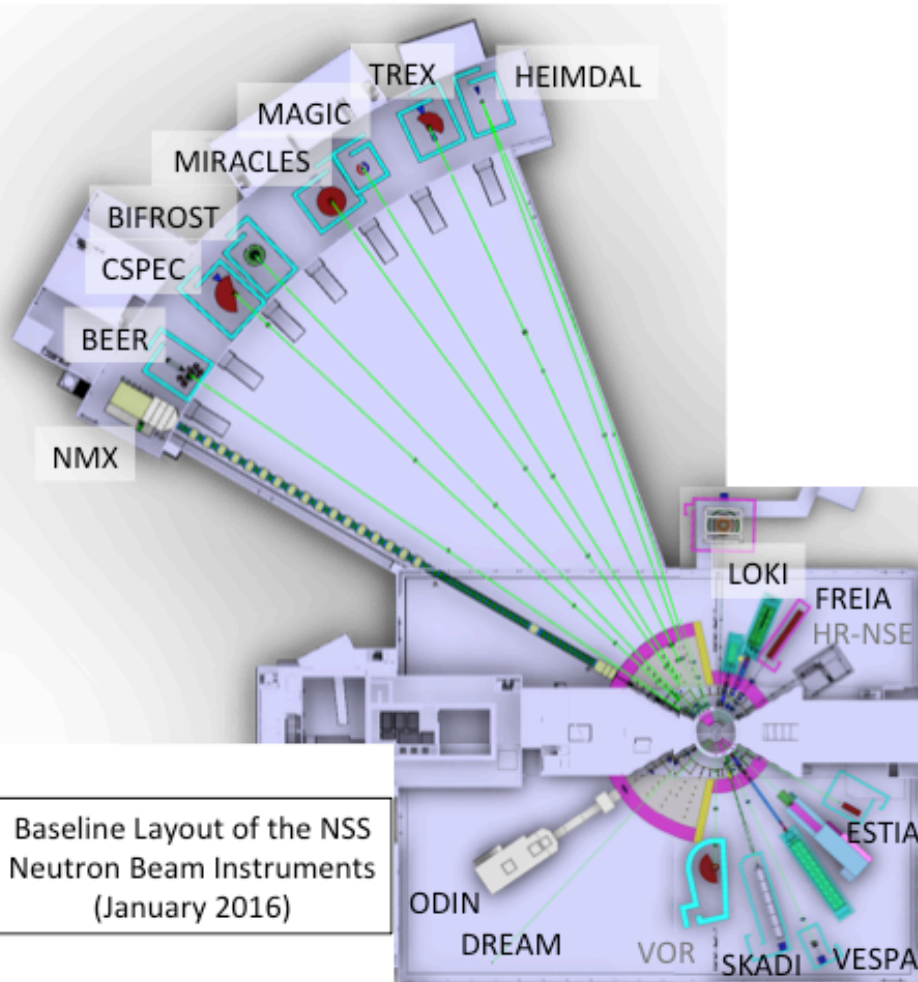 TREX
HEIMDAL
MAGIC
MIRACLES
BIFROST
CSPEC
BEER
NMX
LOKI
FREIA
HR-NSE
Baseline Layout of the NSS
Neutron Beam Instruments
(January 2016)
ESTIA
ODIN
DREAM
VOR
SKADI
VESPA